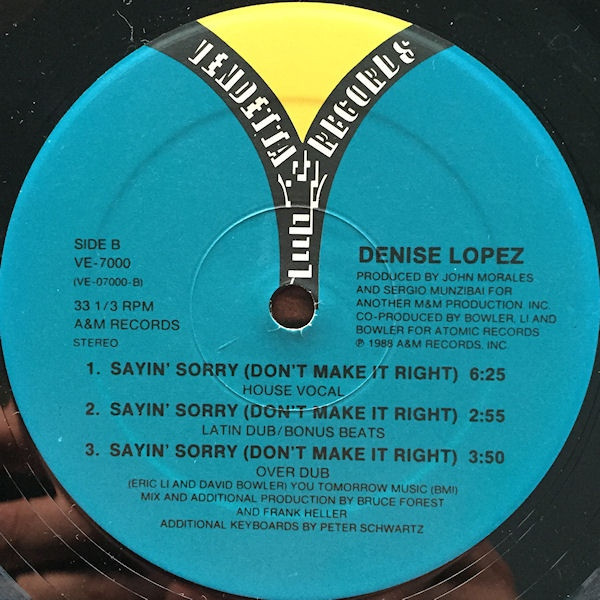 VENDETTA RECORDS
SIDE B
VE-7000
(VE-07000-B)
33 1/3 RPM
A&M RECORDS
STEREO
DENISE LOPEZ
PRODUCED BY JOHN MORALES
AND SERGIO MUNZIBAI FOR
ANOTHER M&M PRODUCTION, INC.
CO-PRODUCED BY BOWLER, LI AND
BOWLER FOR ATOMIC RECORDS
℗ 1988 A&M RECORDS, INC
1. SAYIN' SORRY (DON'T MAKE IT RIGHT) 6:25
HOUSE VOCAL
2. SAYIN' SORRY (DON'T MAKE IT RIGHT) 2:55
LATIN DUB/BONUS BEATS
3. SAYIN' SORRY (DON'T MAKE IT RIGHT) 3:50
OVER DUB
(ERIC LI AND DAVID BOWLER) YOU TOMORROW MUSIC (BMI)
MIX AND ADDITIONAL PRODUCTION BY BRUCE FOREST
AND FRANK HELLER
ADDITIONAL KEYBOARDS BY PETER SCHWARTZ